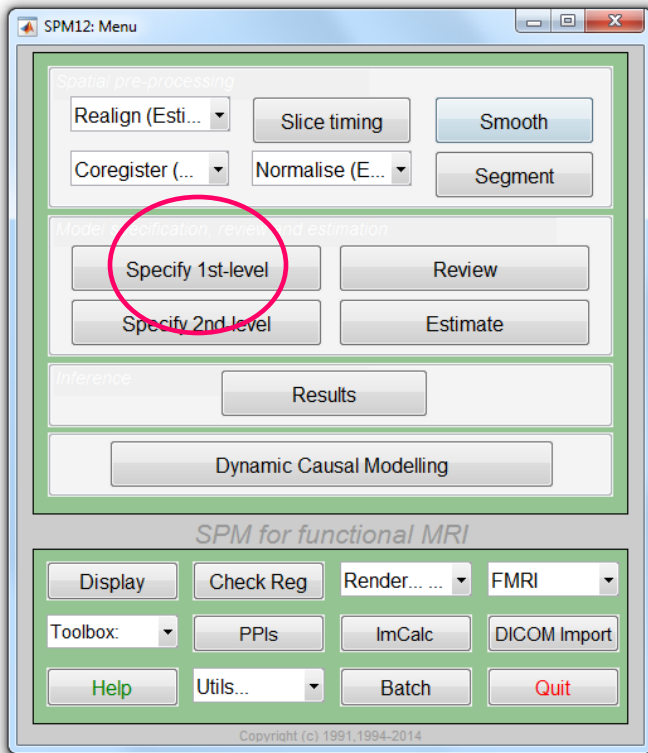 SPM12: Menu
Spatial pre-processing
Realign (Esti... Slice timing Smooth
Coregister (... Normalise (E... Segment
Model specification, review and estimation
Specify 1st-level Review
Specify 2nd-level Estimate
Inference
Results
Dynamic Causal Modelling
SPM for functional MRI
Display Check Reg Render... ... FMRI
Toolbox: PPIs ImCalc DICOM Import
Help Utils... Batch Quit
Copyright (c) 1991,1994-2014